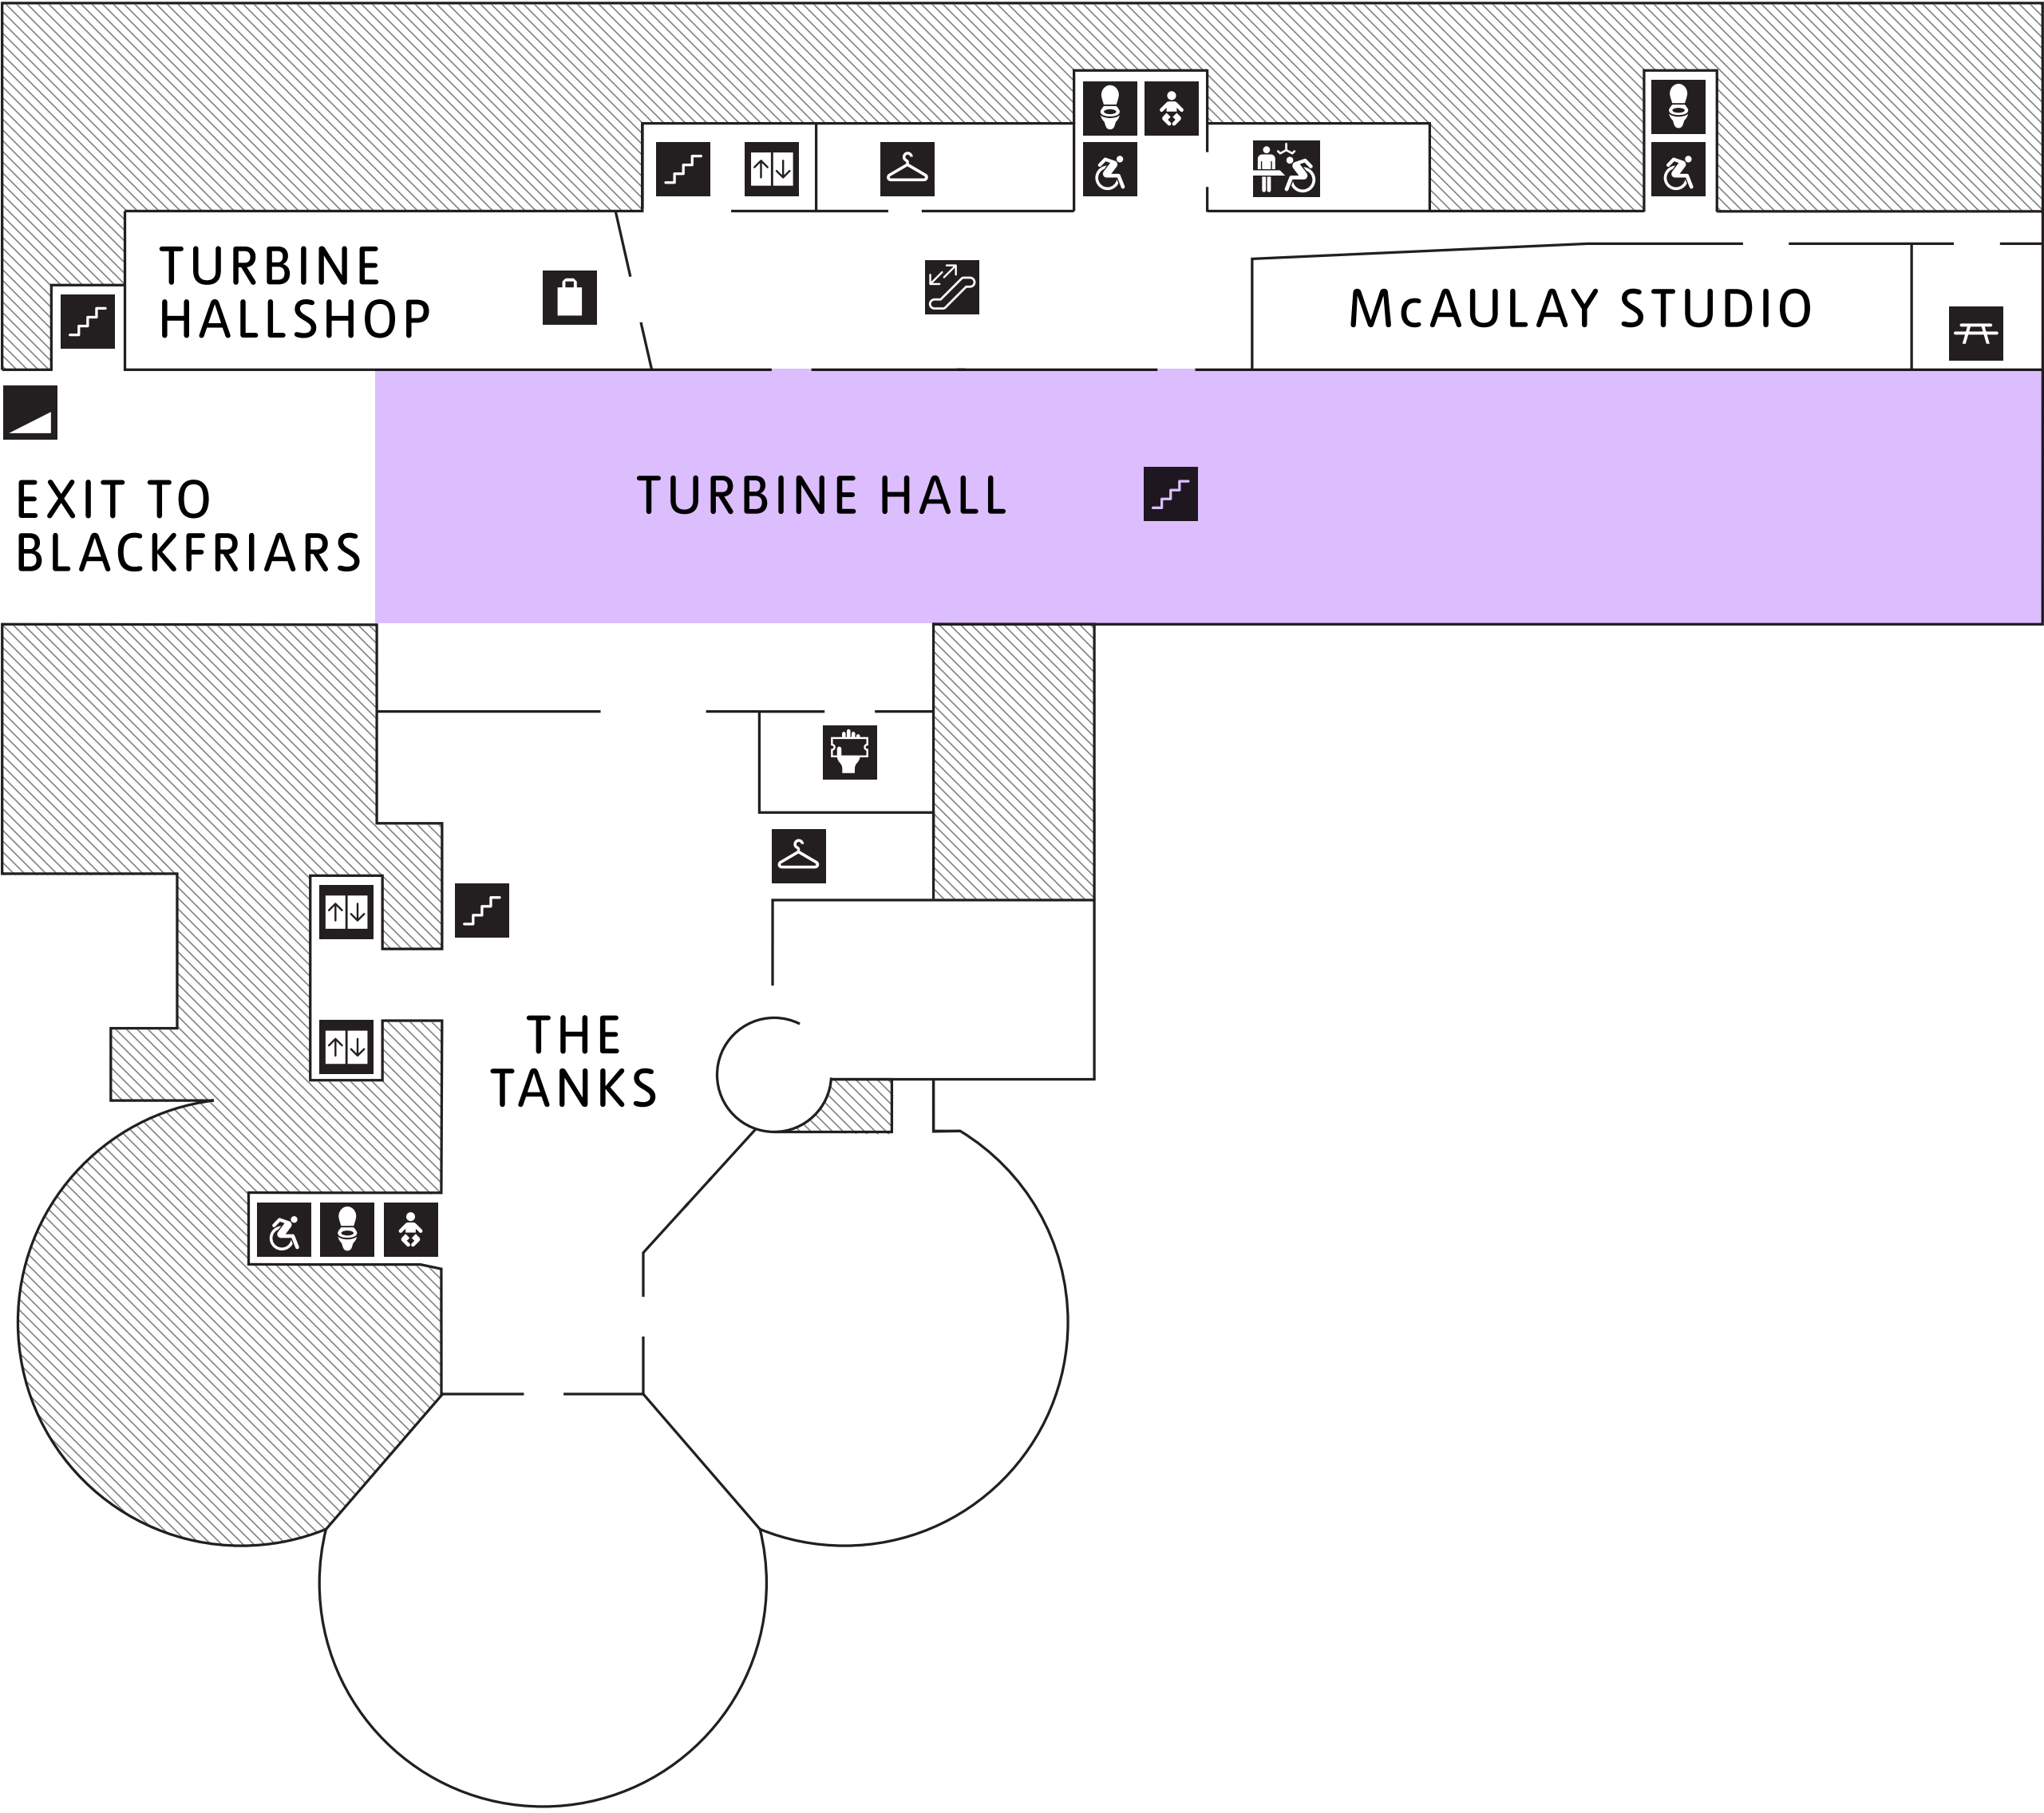 TURBINE
HALLSHOP
McAULAY STUDIO
EXIT TO
BLACKFRIARS
TURBINE HALL
THE
TANKS